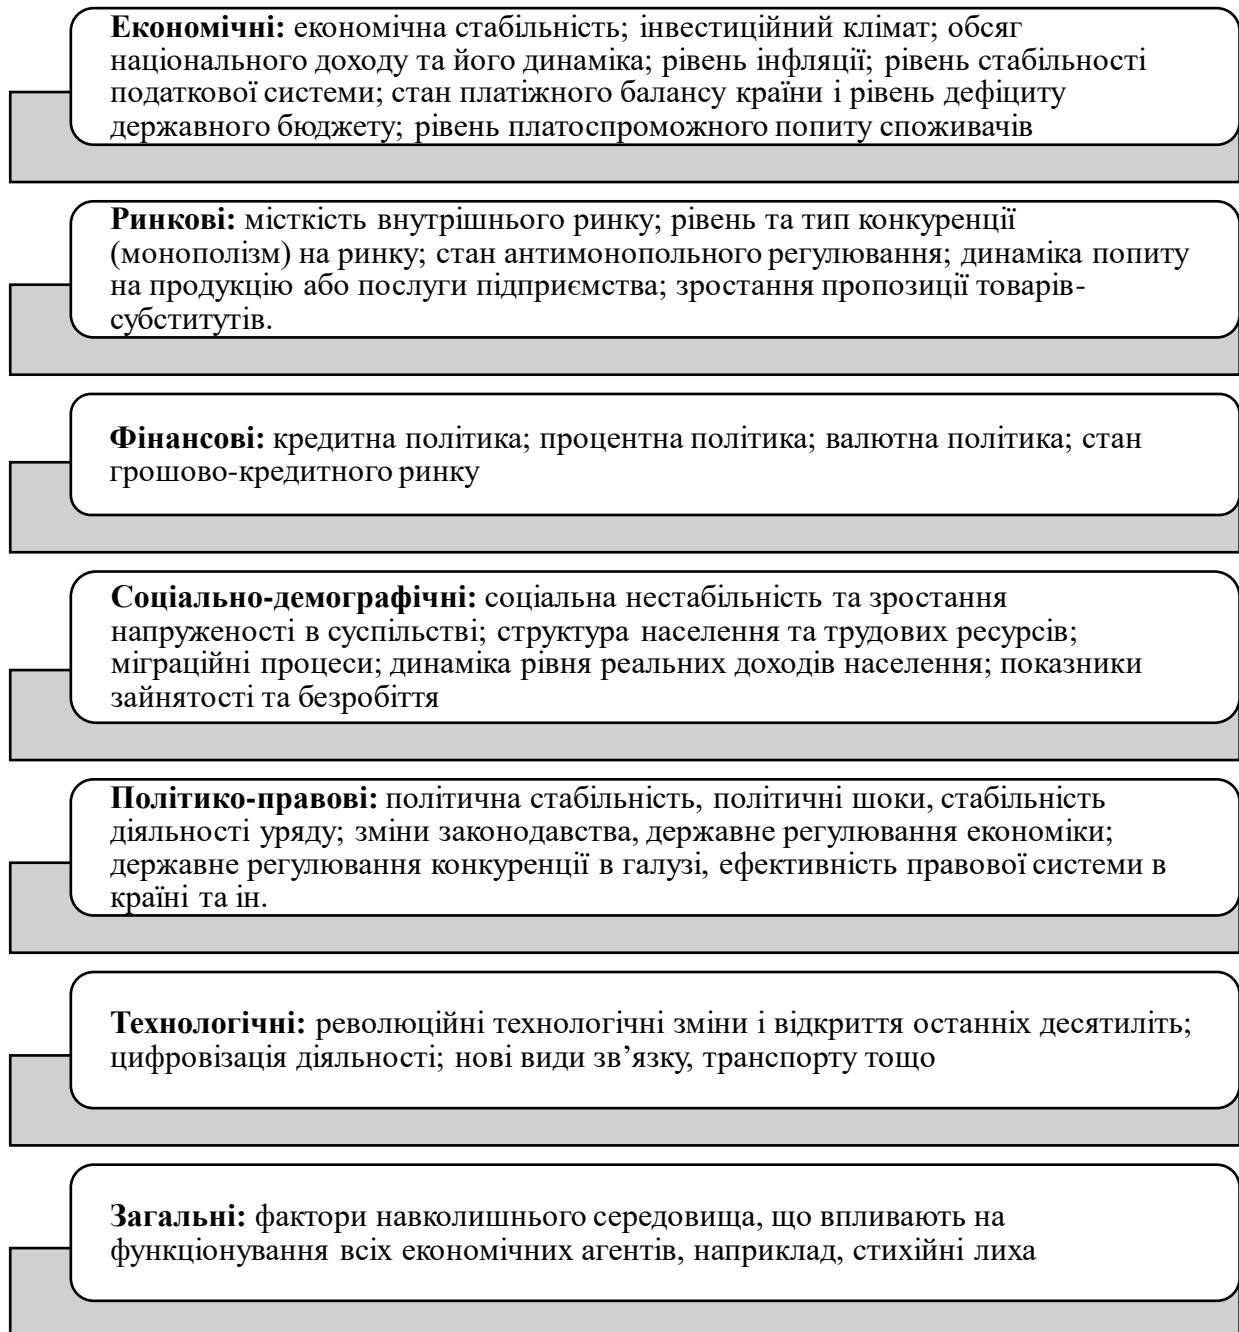 Економічні: економічна стабільність; інвестиційний клімат; обсяг
національного доходу та його динаміка; рівень інфляції; рівень стабільності
податкової системи; стан платіжного балансу країни і рівень дефіциту
державного бюджету; рівень платоспроможного попиту споживачів
Ринкові: місткість внутрішнього ринку; рівень та тип конкуренції
(монополізм) на ринку; стан антимонопольного регулювання; динаміка попиту
на продукцію або послуги підприємства; зростання пропозиції товарів-
субститутів.
Фінансові: кредитна політика; процентна політика; валютна політика; стан
грошово-кредитного ринку
Соціально-демографічні: соціальна нестабільність та зростання
напруженості в суспільстві; структура населення та трудових ресурсів;
міграційні процеси; динаміка рівня реальних доходів населення; показники
зайнятості та безробіття
Політико-правові: політична стабільність, політичні шоки, стабільність
діяльності уряду; зміни законодавства, державне регулювання економіки;
державне регулювання конкуренції в галузі, ефективність правової системи в
країні та ін.
Технологічні: революційні технологічні зміни і відкриття останніх десятиліть;
цифровізація діяльності; нові види зв’язку, транспорту тощо
Загальні: фактори навколишнього середовища, що впливають на
функціонування всіх економічних агентів, наприклад, стихійні лиха